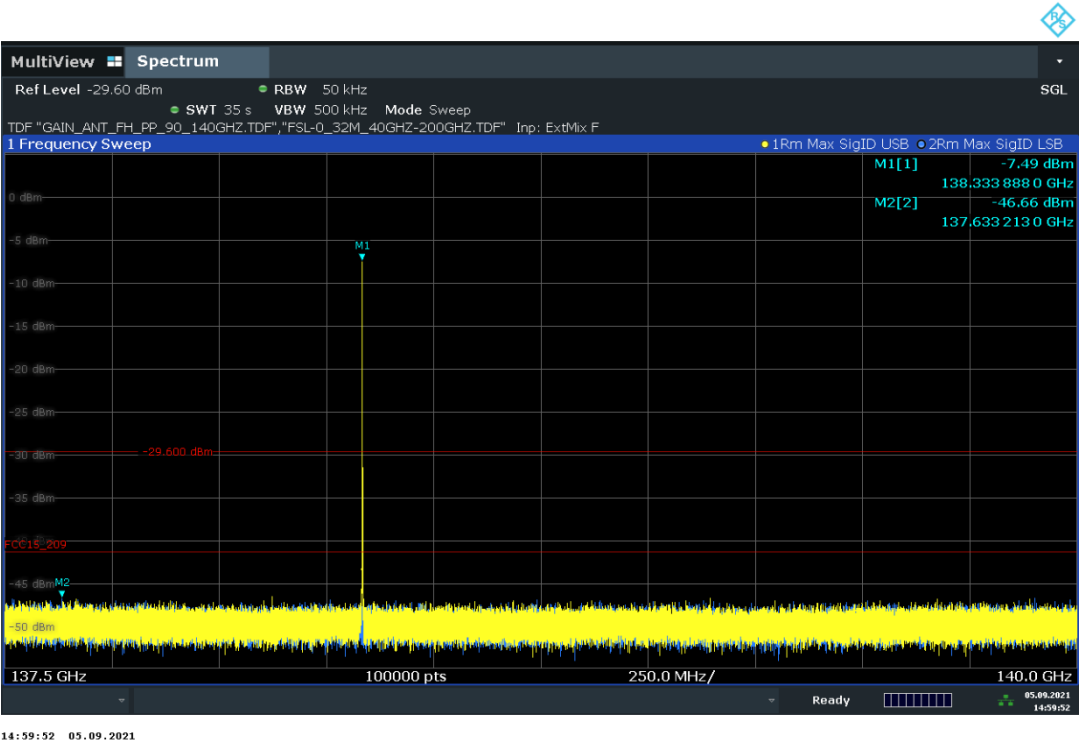 R S
MultiView Spectrum
Ref Level -29.60 dBm RBW 50 kHz SGL
SWT 35 s VBW 500 kHz Mode Sweep
TDF "GAIN_ANT_FH_PP_90_140GHZ.TDF","FSL-0_32M_40GHZ-200GHZ.TDF" Inp: ExtMix F
1 Frequency Sweep 1Rm Max SigID USB 2Rm Max SigID LSB
M1[1] -7.49 dBm
138.333 888 0 GHz
0 dBm
M2[2] -46.66 dBm
137.633 213 0 GHz
-5 dBm
M1
-10 dBm
-15 dBm
-20 dBm
-25 dBm
-29.600 dBm
-30 dBm
-35 dBm
FCC15_209
-45 dBm M2
-50 dBm
137.5 GHz 100000 pts 250.0 MHz/ 140.0 GHz
Ready 05.09.2021
14:59:52
14:59:52 05.09.2021